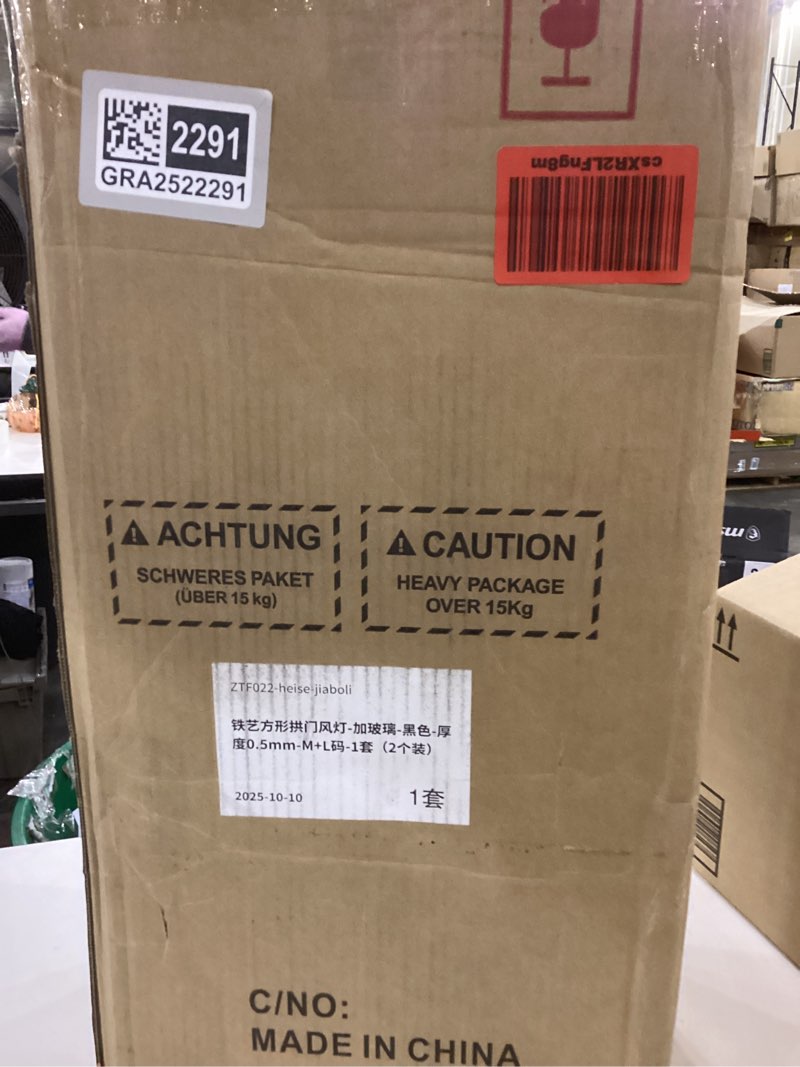 2291
GRA2522291
csXR2LFng8m
ACHTUNG
SCHWERES PAKET
(ÜBER 15 kg)
CAUTION
HEAVY PACKAGE
OVER 15Kg
ZTF022-heise-jiaboli
铁艺方形拱门风灯-加玻璃-黑色-厚
度0.5mm-M+L码-1套（2个装）
2025-10-10
1套
C/NO:
MADE IN CHINA